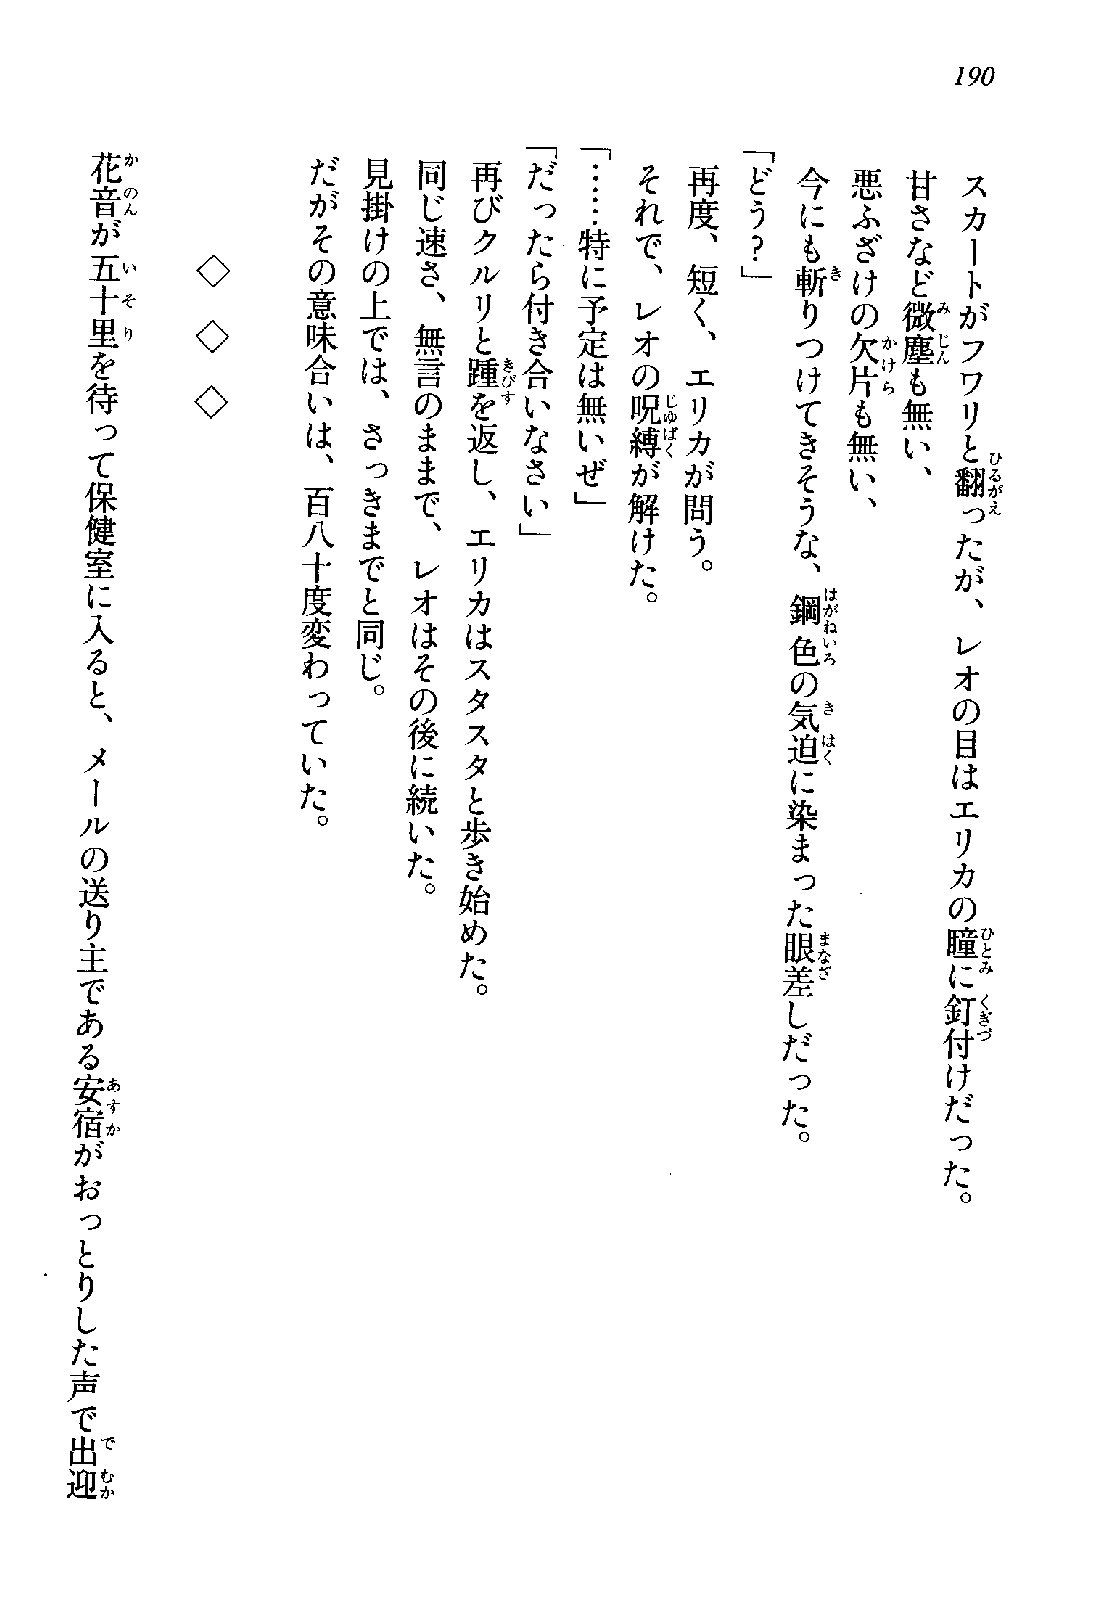 190
スカートがフワリと翻ったが、レオの目はエリカの瞳に釘付けだった。
甘さなど微塵も無い、
悪ふざけの欠片も無い、
今にも斬りつけてきそうな、鋼色の気迫に染まった眼差しだった。
「どう？」
再度、短く、エリカが問う。
それで、レオの呪縛が解けた。
「……特に予定は無いぜ」
「だったら付き合いなさい」
再びクルリと踵を返し、エリカはスタスタと歩き始めた。
同じ速さ、無言のままで、レオはその後に続いた。
見掛けの上では、さっきまでと同じ。
だがその意味合いは、百八十度変わっていた。
◇ ◇ ◇
花音が五十里を待って保健室に入ると、メールの送り主である安宿がおっとりした声で出迎